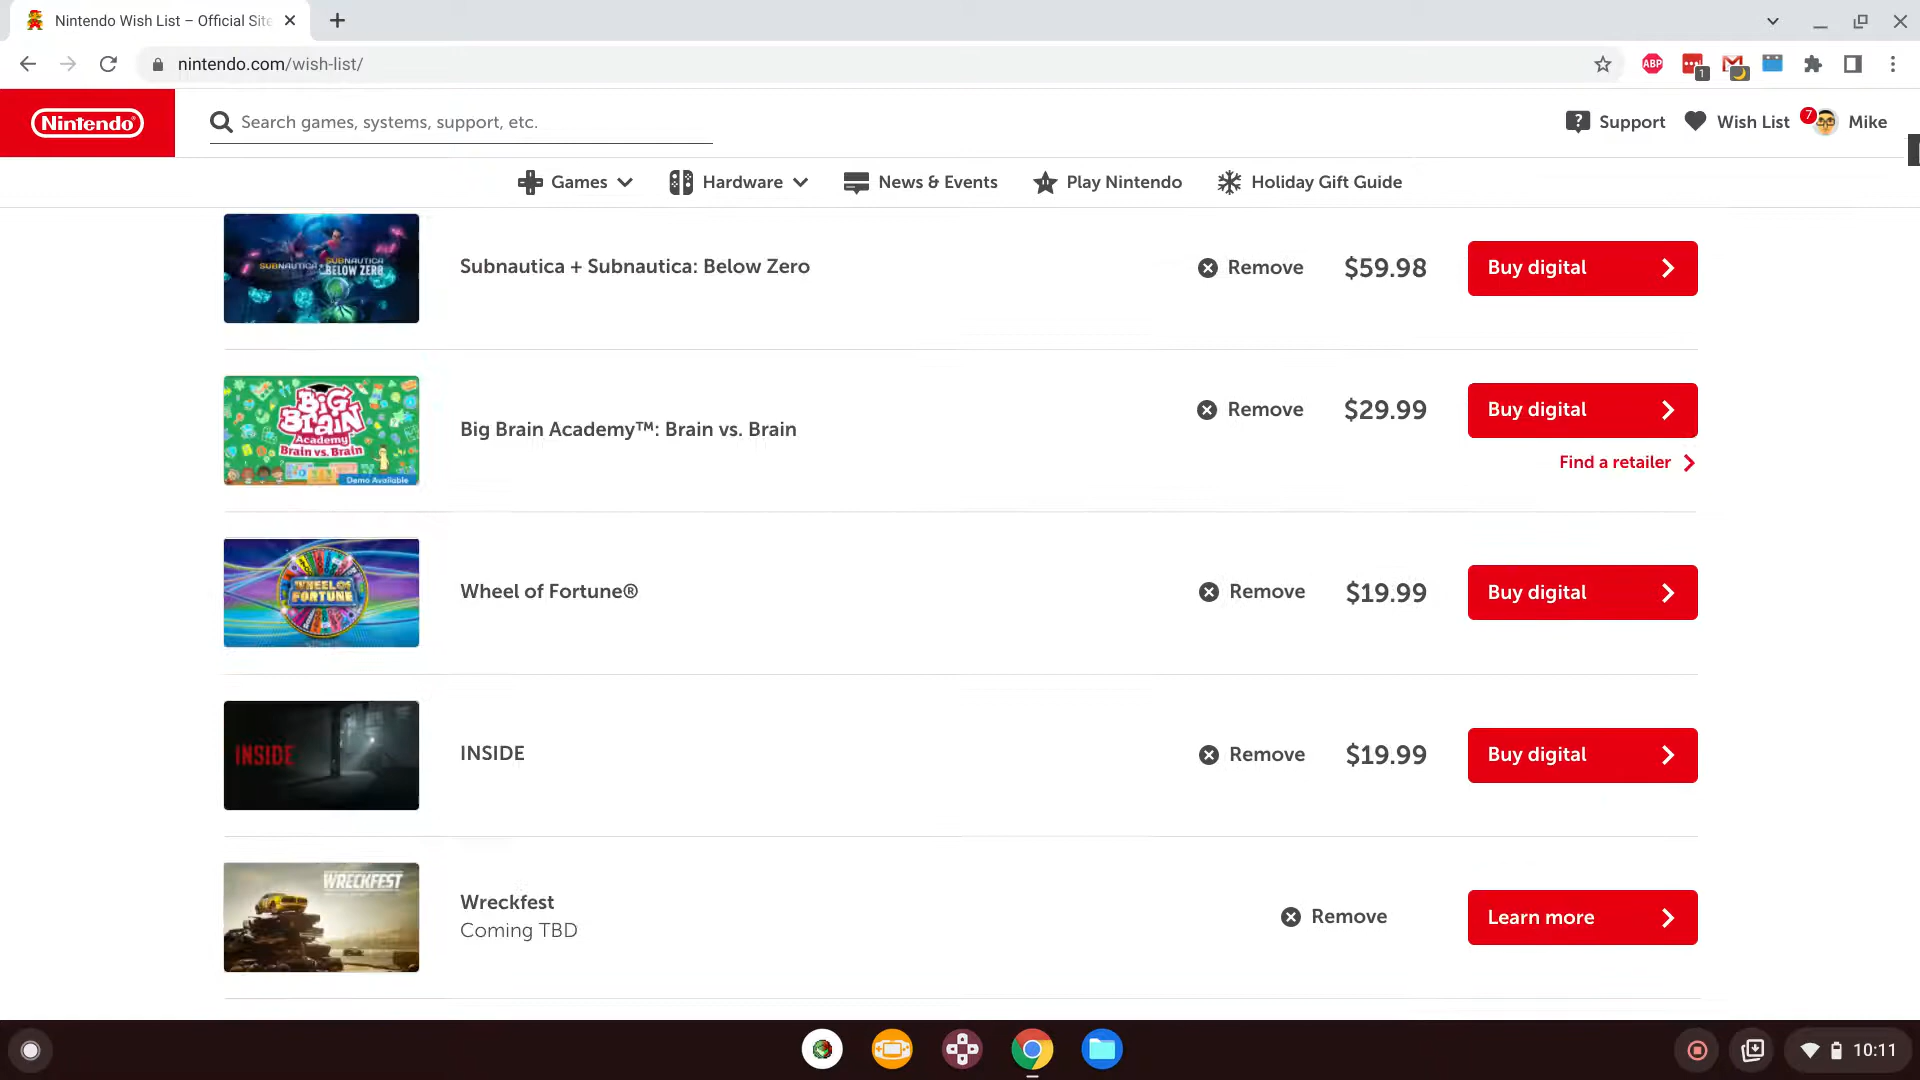 Nintendo Wish List – Official Site
nintendo.com/wish-list/
ABP
1
Nintendo
Search games, systems, support, etc.
Support
Wish List
7
Mike
Games
Hardware
News & Events
Play Nintendo
Holiday Gift Guide
SUBNAUTICA + SUBNAUTICA BELOW ZERO
Subnautica + Subnautica: Below Zero
Remove
$59.98
Buy digital
BIG BRAIN Academy Brain vs. Brain
Demo Available
Big Brain Academy™: Brain vs. Brain
Remove
$29.99
Buy digital
Find a retailer
WHEEL OF FORTUNE
Wheel of Fortune®
Remove
$19.99
Buy digital
INSIDE
INSIDE
Remove
$19.99
Buy digital
WRECKFEST
Wreckfest
Coming TBD
Remove
Learn more
10:11